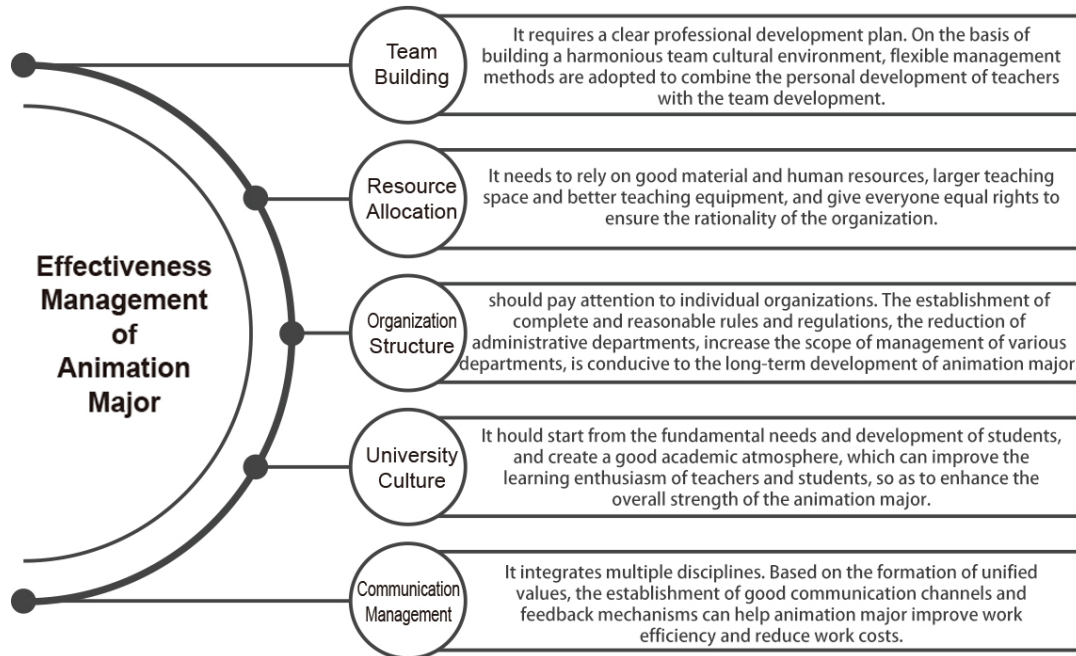 Effectiveness
Management
of
Animation
Major
Team
Building
It requires a clear professional development plan. On the basis of
building a harmonious team cultural environment, flexible management
methods are adopted to combine the personal development of teachers
with the team development.
Resource
Allocation
It needs to rely on good material and human resources, larger teaching
space and better teaching equipment, and give everyone equal rights to
ensure the rationality of the organization.
Organization
Structure
should pay attention to individual organizations. The establishment of
complete and reasonable rules and regulations, the reduction of
administrative departments, increase the scope of management of various
departments, is conducive to the long-term development of animation major
University
Culture
It hould start from the fundamental needs and development of students,
and create a good academic atmosphere, which can improve the
learning enthusiasm of teachers and students, so as to enhance the
overall strength of the animation major.
Communication
Management
It integrates multiple disciplines. Based on the formation of unified
values, the establishment of good communication channels and
feedback mechanisms can help animation major improve work
efficiency and reduce work costs.